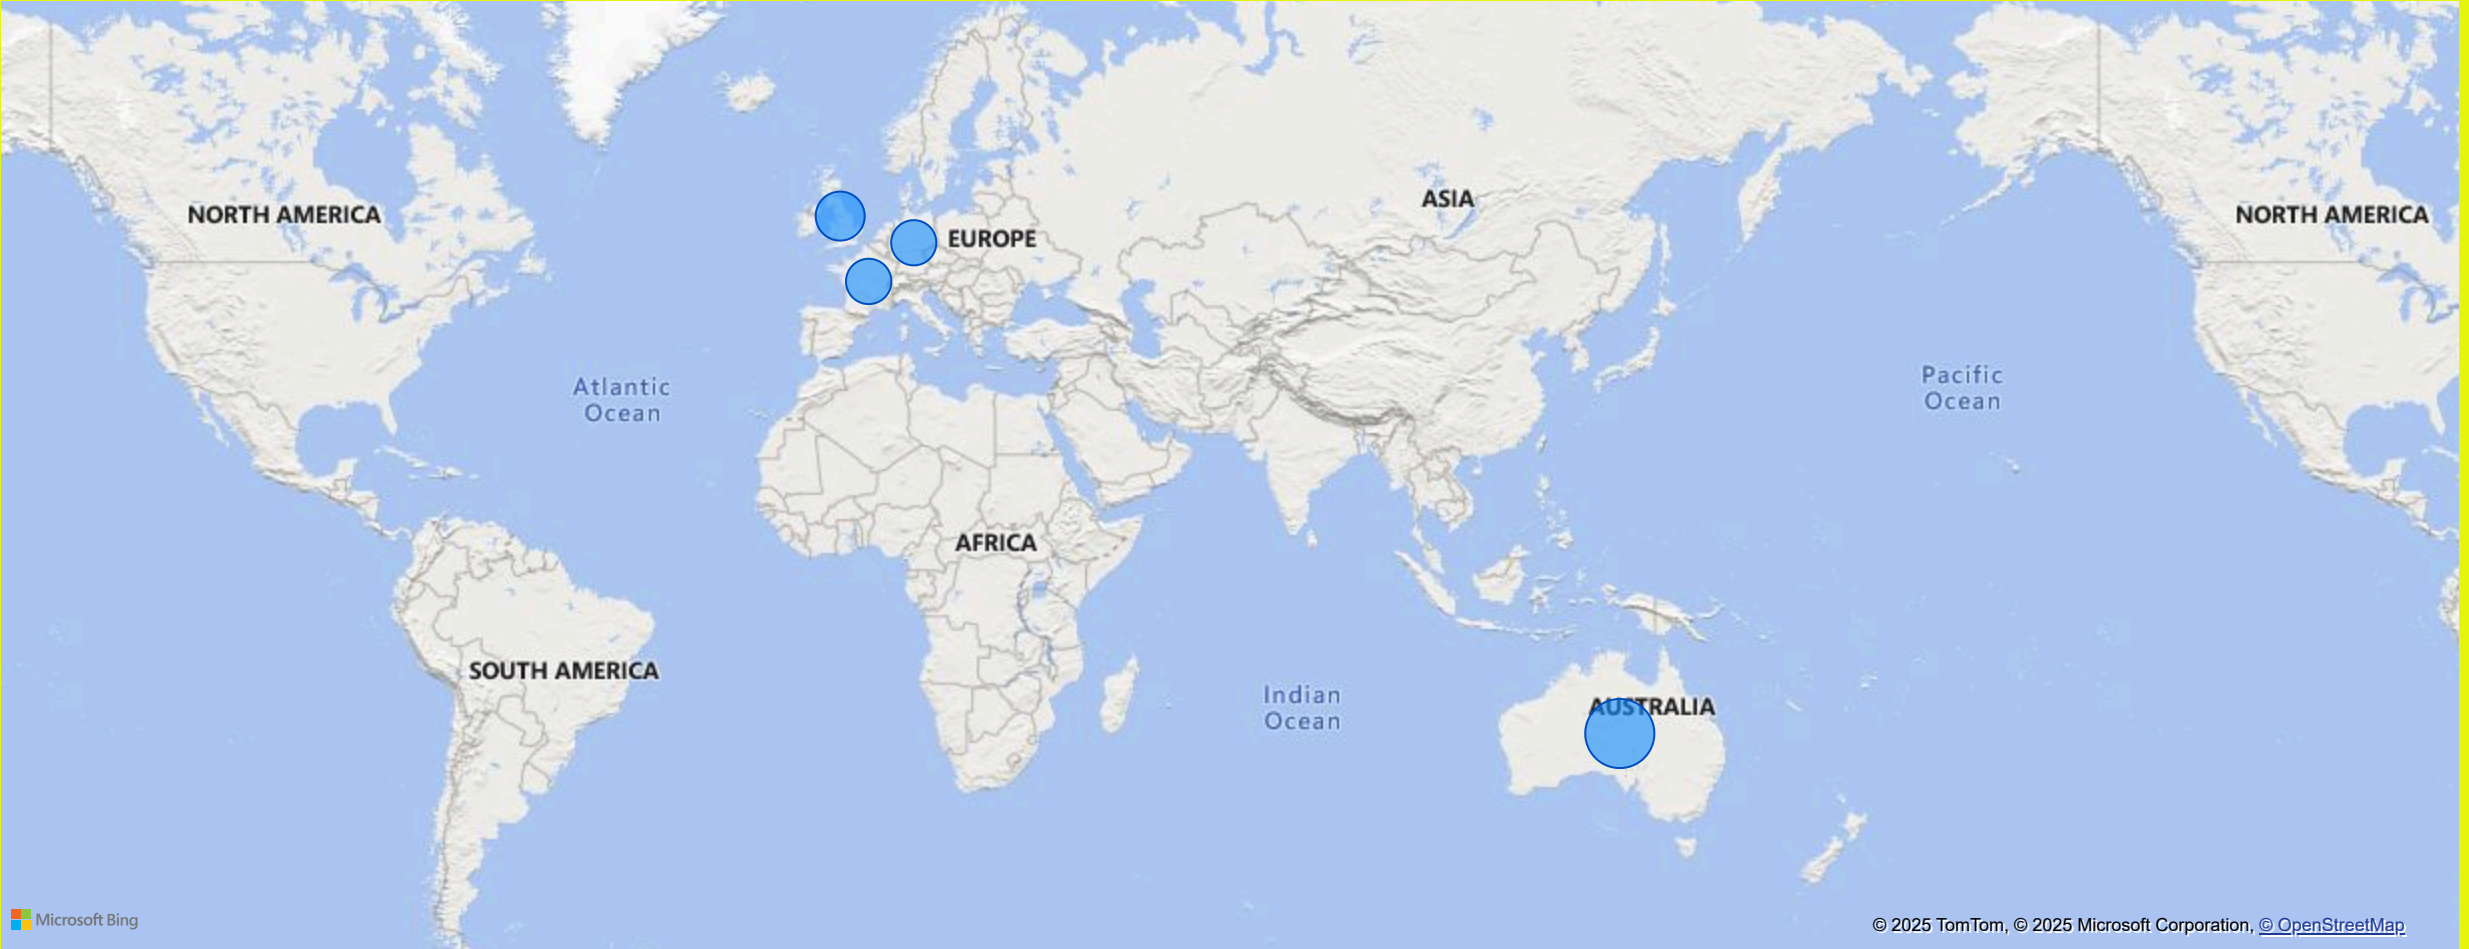 ASIA
NORTH AMERICA
NORTH AMERICA
EUROPE
Atlantic
Ocean
Pacific
Ocean
AFRICA
SOUTH AMERICA
Indian
Ocean
AUSTRALIA
Microsoft Bing
© 2025 TomTom, © 2025 Microsoft Corporation, © OpenStreetMap